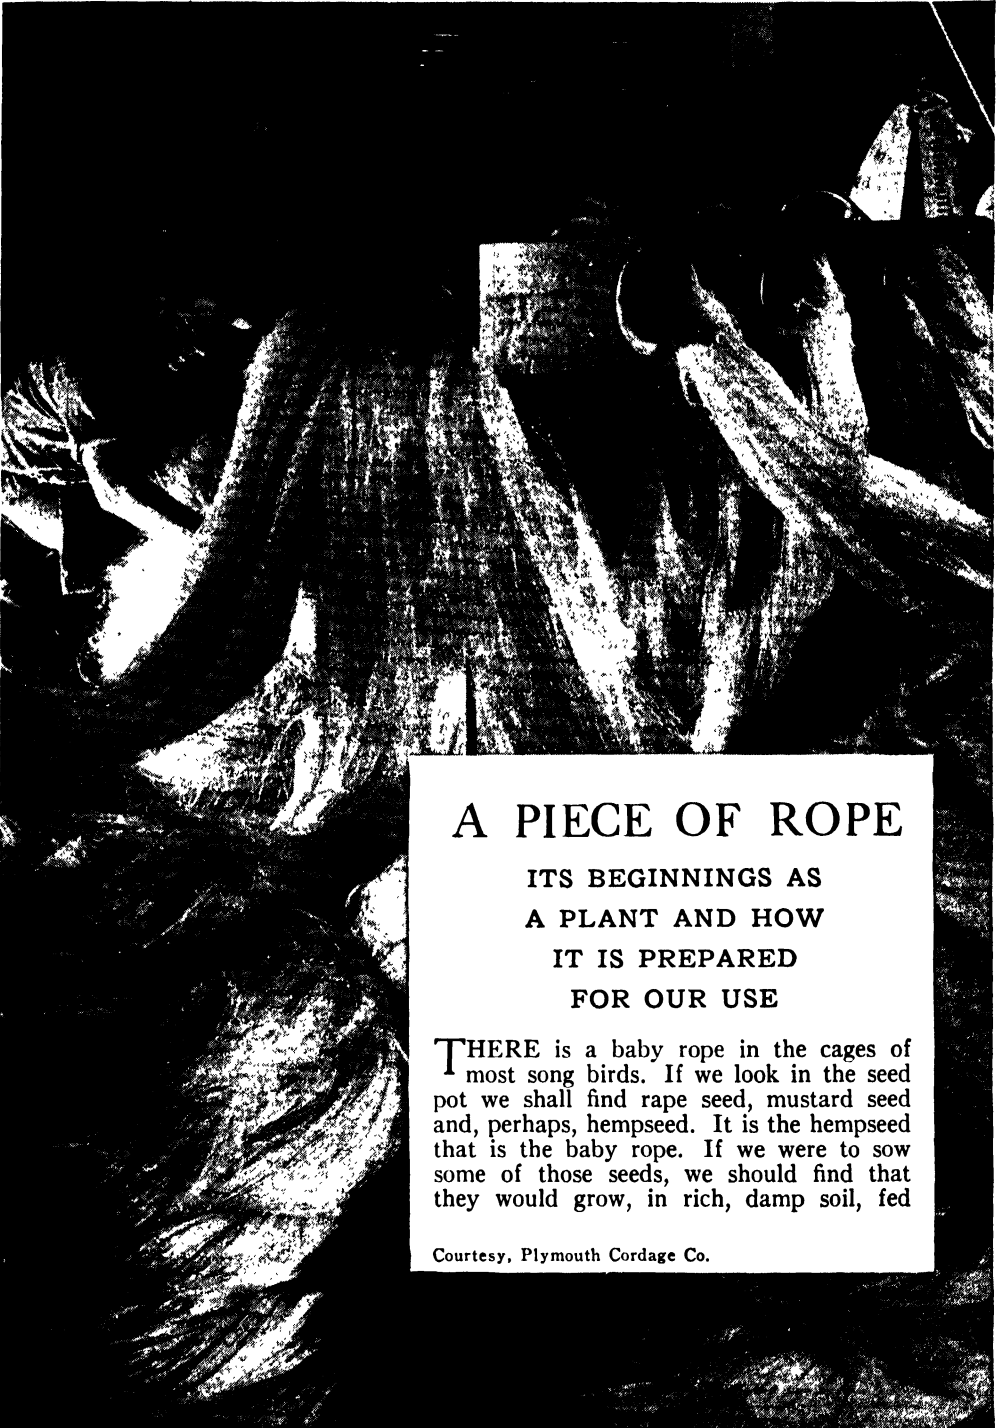 A PIECE OF ROPE
ITS BEGINNINGS AS
A PLANT AND HOW
IT IS PREPARED
FOR OUR USE
THERE is a baby rope in the cages of
most song birds. If we look in the seed
pot we shall find rape seed, mustard seed
and, perhaps, hempseed. It is the hempseed
that is the baby rope. If we were to sow
some of those seeds, we should find that
they would grow, in rich, damp soil, fed
Courtesy, Plymouth Cordage Co.